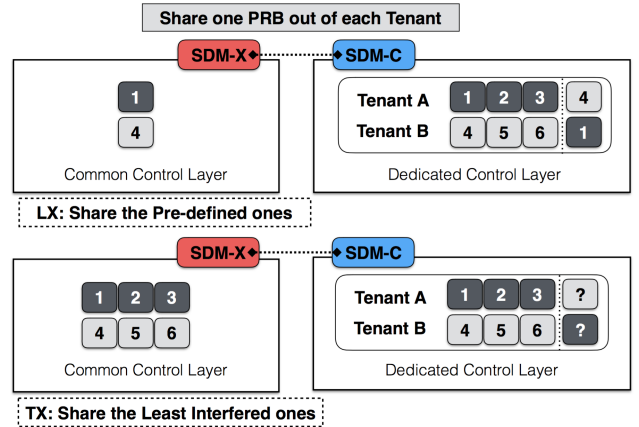 Share one PRB out of each Tenant
SDM-X
SDM-C
1
4
Common Control Layer
Tenant A 1 2 3 4
Tenant B 4 5 6 1
Dedicated Control Layer
LX: Share the Pre-defined ones
SDM-X
SDM-C
1 2 3
4 5 6
Common Control Layer
Tenant A 1 2 3 ?
Tenant B 4 5 6 ?
Dedicated Control Layer
TX: Share the Least Interfered ones